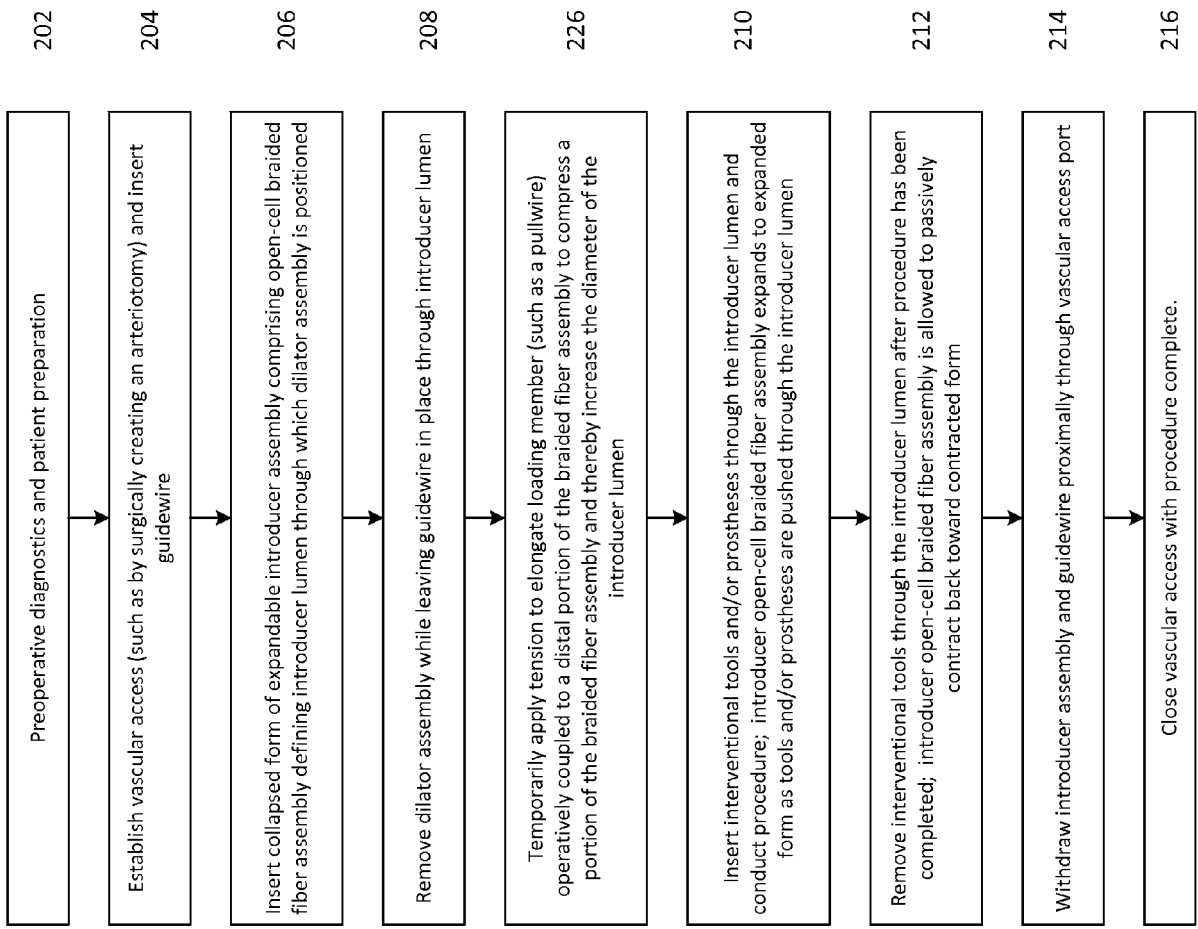 Preoperative diagnostics and patient preparation
202
Establish vascular access (such as by surgically creating an arteriotomy) and insert
guidewire
204
Insert collapsed form of expandable introducer assembly comprising open-cell braided
fiber assembly defining introducer lumen through which dilator assembly is positioned
206
Remove dilator assembly while leaving guidewire in place through introducer lumen
208
Temporarily apply tension to elongate loading member (such as a pullwire)
operatively coupled to a distal portion of the braided fiber assembly to compress a
portion of the braided fiber assembly and thereby increase the diameter of the
introducer lumen
226
Insert interventional tools and/or prostheses through the introducer lumen and
conduct procedure; introducer open-cell braided fiber assembly expands to expanded
form as tools and/or prostheses are pushed through the introducer lumen
210
Remove interventional tools through the introducer lumen after procedure has been
completed; introducer open-cell braided fiber assembly is allowed to passively
contract back toward contracted form
212
Withdraw introducer assembly and guidewire proximally through vascular access port
214
Close vascular access with procedure complete.
216